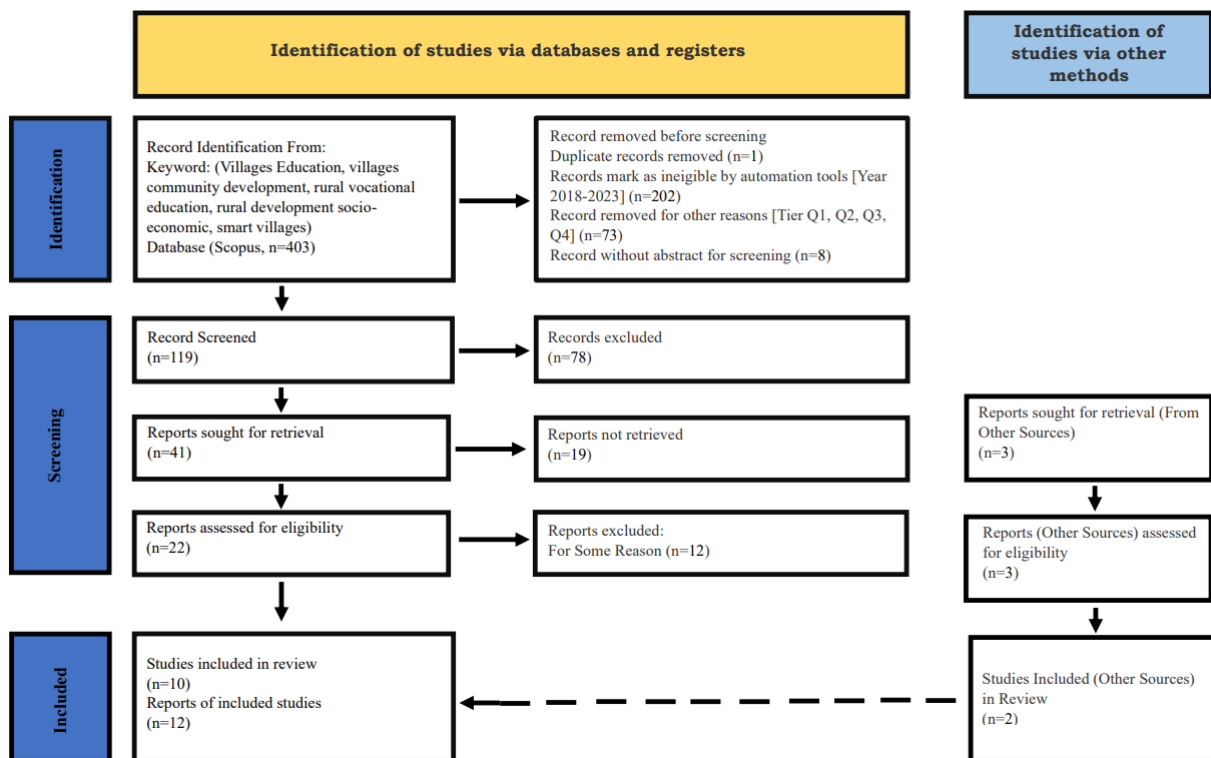 Identification of studies via databases and registers
Identification of
studies via other
methods
Identification
Record Identification From:
Keyword: (Villages Education, villages
community development, rural vocational
education, rural development socio-
economic, smart villages)
Database (Scopus, n=403)
Record removed before screening
Duplicate records removed (n=1)
Records mark as ineigible by automation tools [Year
2018-2023] (n=202)
Record removed for other reasons [Tier Q1, Q2, Q3,
Q4] (n=73)
Record without abstract for screening (n=8)
Screening
Record Screened
(n=119)
Records excluded
(n=78)
Reports sought for retrieval
(n=41)
Reports not retrieved
(n=19)
Reports sought for retrieval (From
Other Sources)
(n=3)
Reports assessed for eligibility
(n=22)
Reports excluded:
For Some Reason (n=12)
Reports (Other Sources) assessed
for eligibility
(n=3)
Included
Studies included in review
(n=10)
Reports of included studies
(n=12)
Studies Included (Other Sources)
in Review
(n=2)